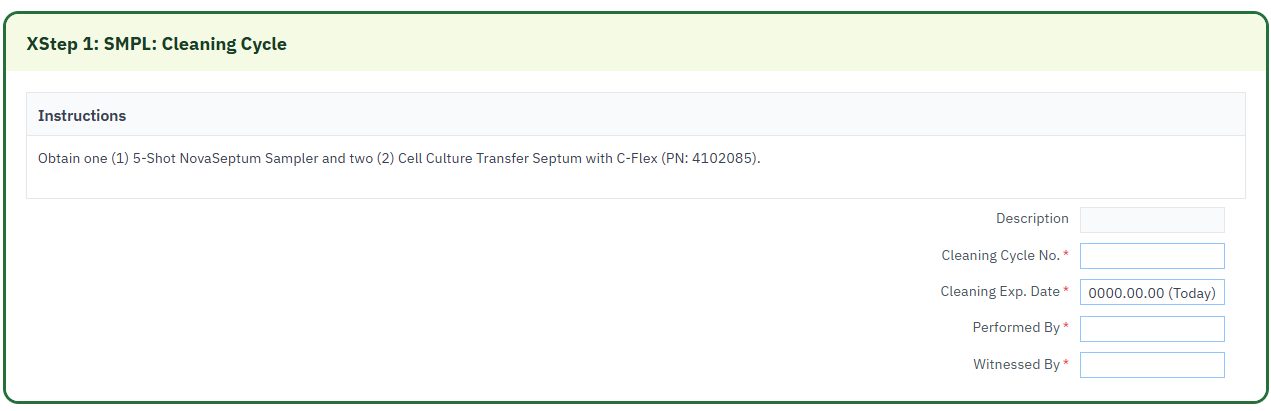 XStep 1: SMPL: Cleaning Cycle
Instructions
Obtain one (1) 5-Shot NovaSeptum Sampler and two (2) Cell Culture Transfer Septum with C-Flex (PN: 4102085).
Description
Cleaning Cycle No. *
Cleaning Exp. Date * 0000.00.00 (Today)
Performed By *
Witnessed By *